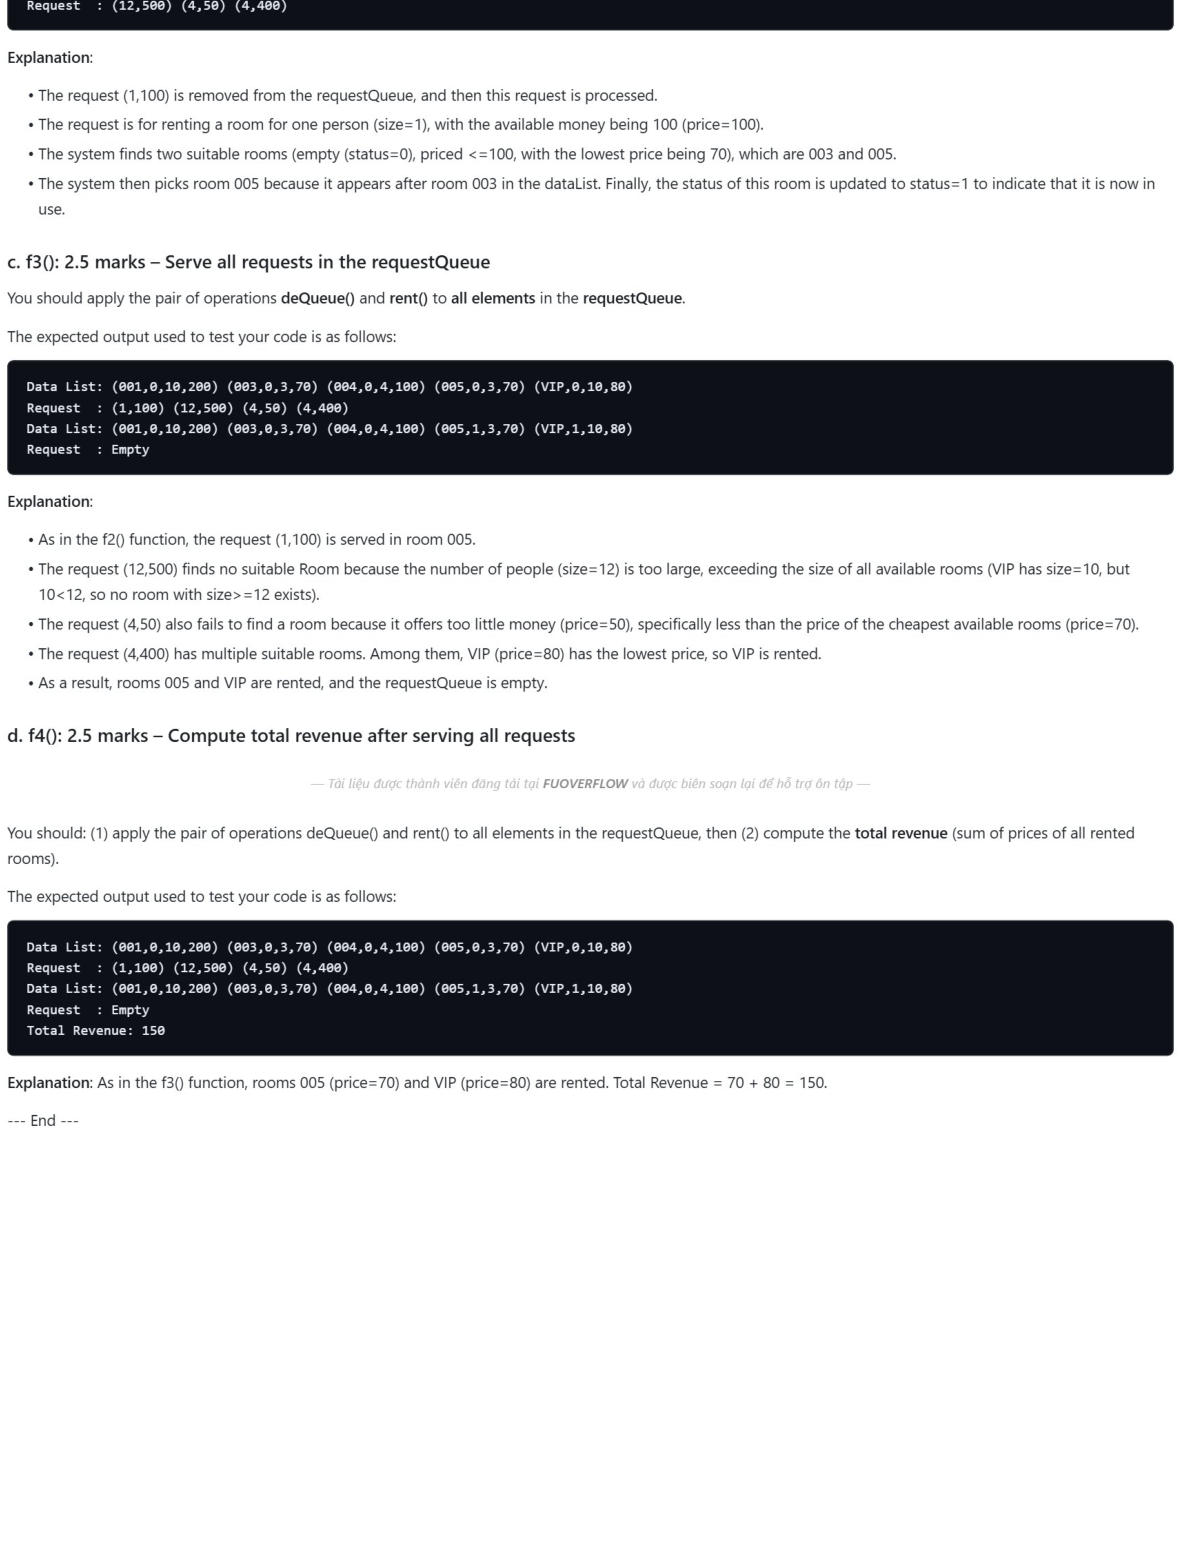 Request  : (12,500) (4,50) (4,400)
Explanation:
• The request (1,100) is removed from the requestQueue, and then this request is processed.
• The request is for renting a room for one person (size=1), with the available money being 100 (price=100).
• The system finds two suitable rooms (empty (status=0), priced <=100, with the lowest price being 70), which are 003 and 005.
• The system then picks room 005 because it appears after room 003 in the dataList. Finally, the status of this room is updated to status=1 to indicate that it is now in
use.
c. f3(): 2.5 marks – Serve all requests in the requestQueue
You should apply the pair of operations deQueue() and rent() to all elements in the requestQueue.
The expected output used to test your code is as follows:
Data List: (001,0,10,200) (003,0,3,70) (004,0,4,100) (005,0,3,70) (VIP,0,10,80)
Request  : (1,100) (12,500) (4,50) (4,400)
Data List: (001,0,10,200) (003,0,3,70) (004,0,4,100) (005,1,3,70) (VIP,1,10,80)
Request  : Empty
Explanation:
• As in the f2() function, the request (1,100) is served in room 005.
• The request (12,500) finds no suitable Room because the number of people (size=12) is too large, exceeding the size of all available rooms (VIP has size=10, but
10<12, so no room with size>=12 exists).
• The request (4,50) also fails to find a room because it offers too little money (price=50), specifically less than the price of the cheapest available rooms (price=70).
• The request (4,400) has multiple suitable rooms. Among them, VIP (price=80) has the lowest price, so VIP is rented.
• As a result, rooms 005 and VIP are rented, and the requestQueue is empty.
d. f4(): 2.5 marks – Compute total revenue after serving all requests
— Tài liệu được thành viên đăng tải tại FUOVERFLOW và được biên soạn lại để hỗ trợ ôn tập —
You should: (1) apply the pair of operations deQueue() and rent() to all elements in the requestQueue, then (2) compute the total revenue (sum of prices of all rented
rooms).
The expected output used to test your code is as follows:
Data List: (001,0,10,200) (003,0,3,70) (004,0,4,100) (005,0,3,70) (VIP,0,10,80)
Request  : (1,100) (12,500) (4,50) (4,400)
Data List: (001,0,10,200) (003,0,3,70) (004,0,4,100) (005,1,3,70) (VIP,1,10,80)
Request  : Empty
Total Revenue: 150
Explanation: As in the f3() function, rooms 005 (price=70) and VIP (price=80) are rented. Total Revenue = 70 + 80 = 150.
--- End ---